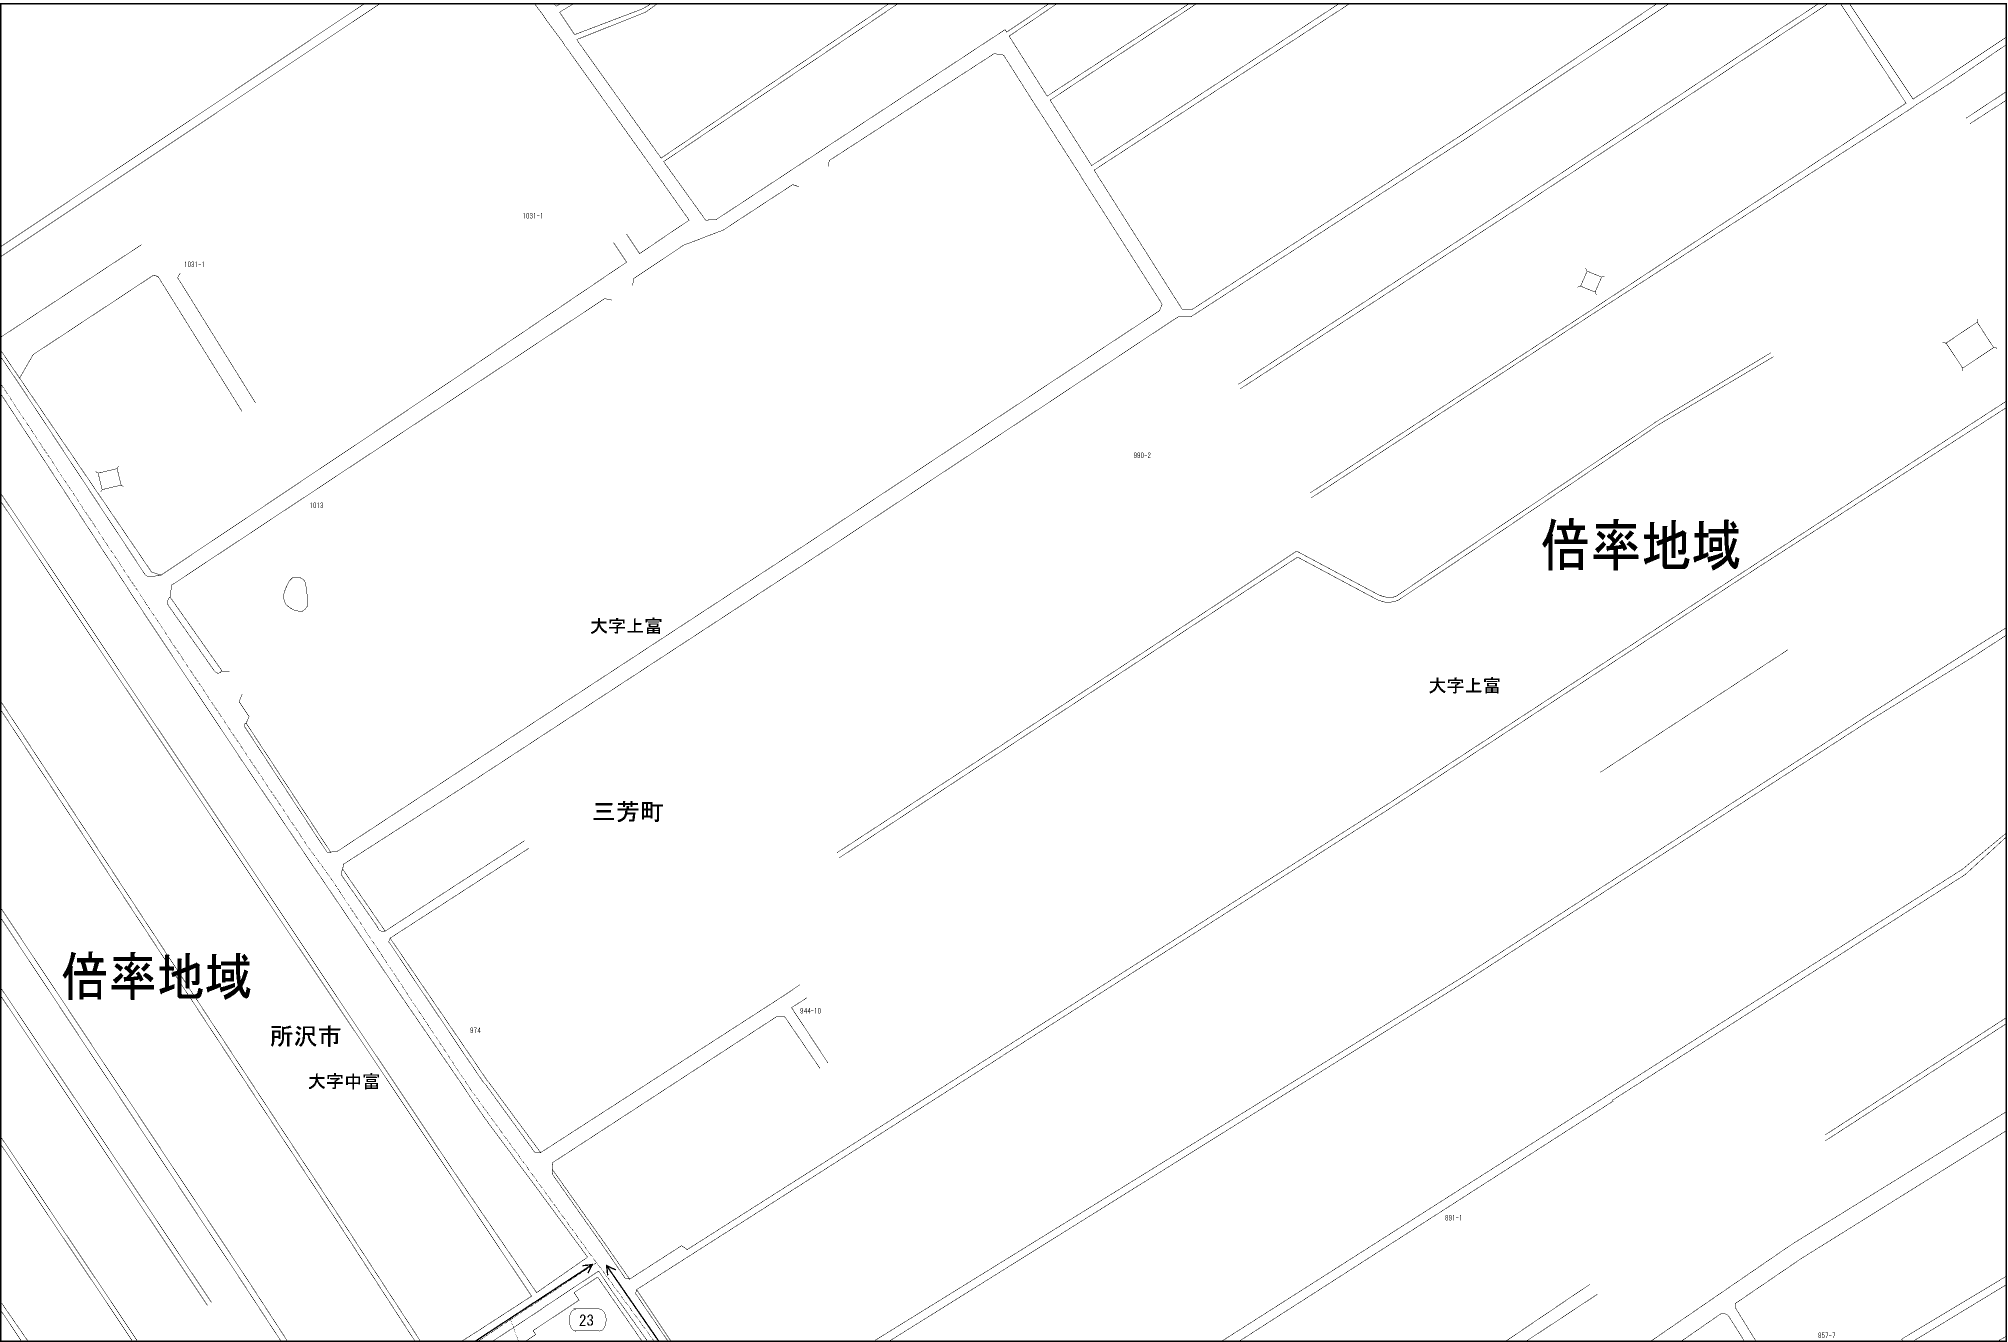 1031-1
1031-1
990-2
1013
倍率地域
大字上富
大字上富
三芳町
倍率地域
944-10
974
所沢市
大字中富
891-1
23
857-7